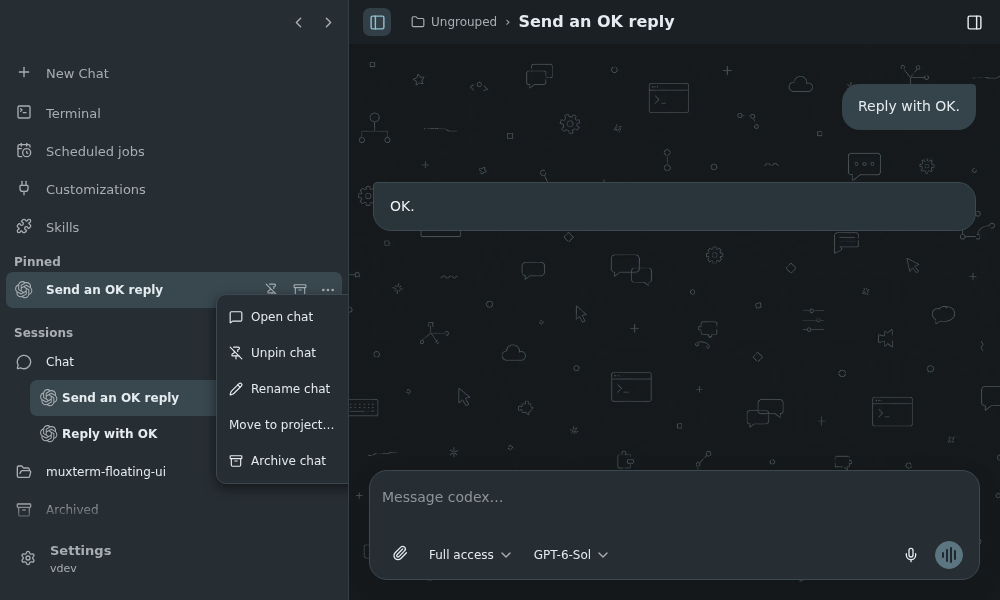 Ungrouped › Send an OK reply
New Chat
Terminal
Scheduled jobs
Customizations
Skills
Pinned
Send an OK reply
Sessions
Chat
Send an OK reply
Reply with OK
muxterm-floating-ui
Archived
Settings
vdev
Open chat
Unpin chat
Rename chat
Move to project…
Archive chat
Reply with OK.
OK.
Message codex…
Full access
GPT-6-Sol